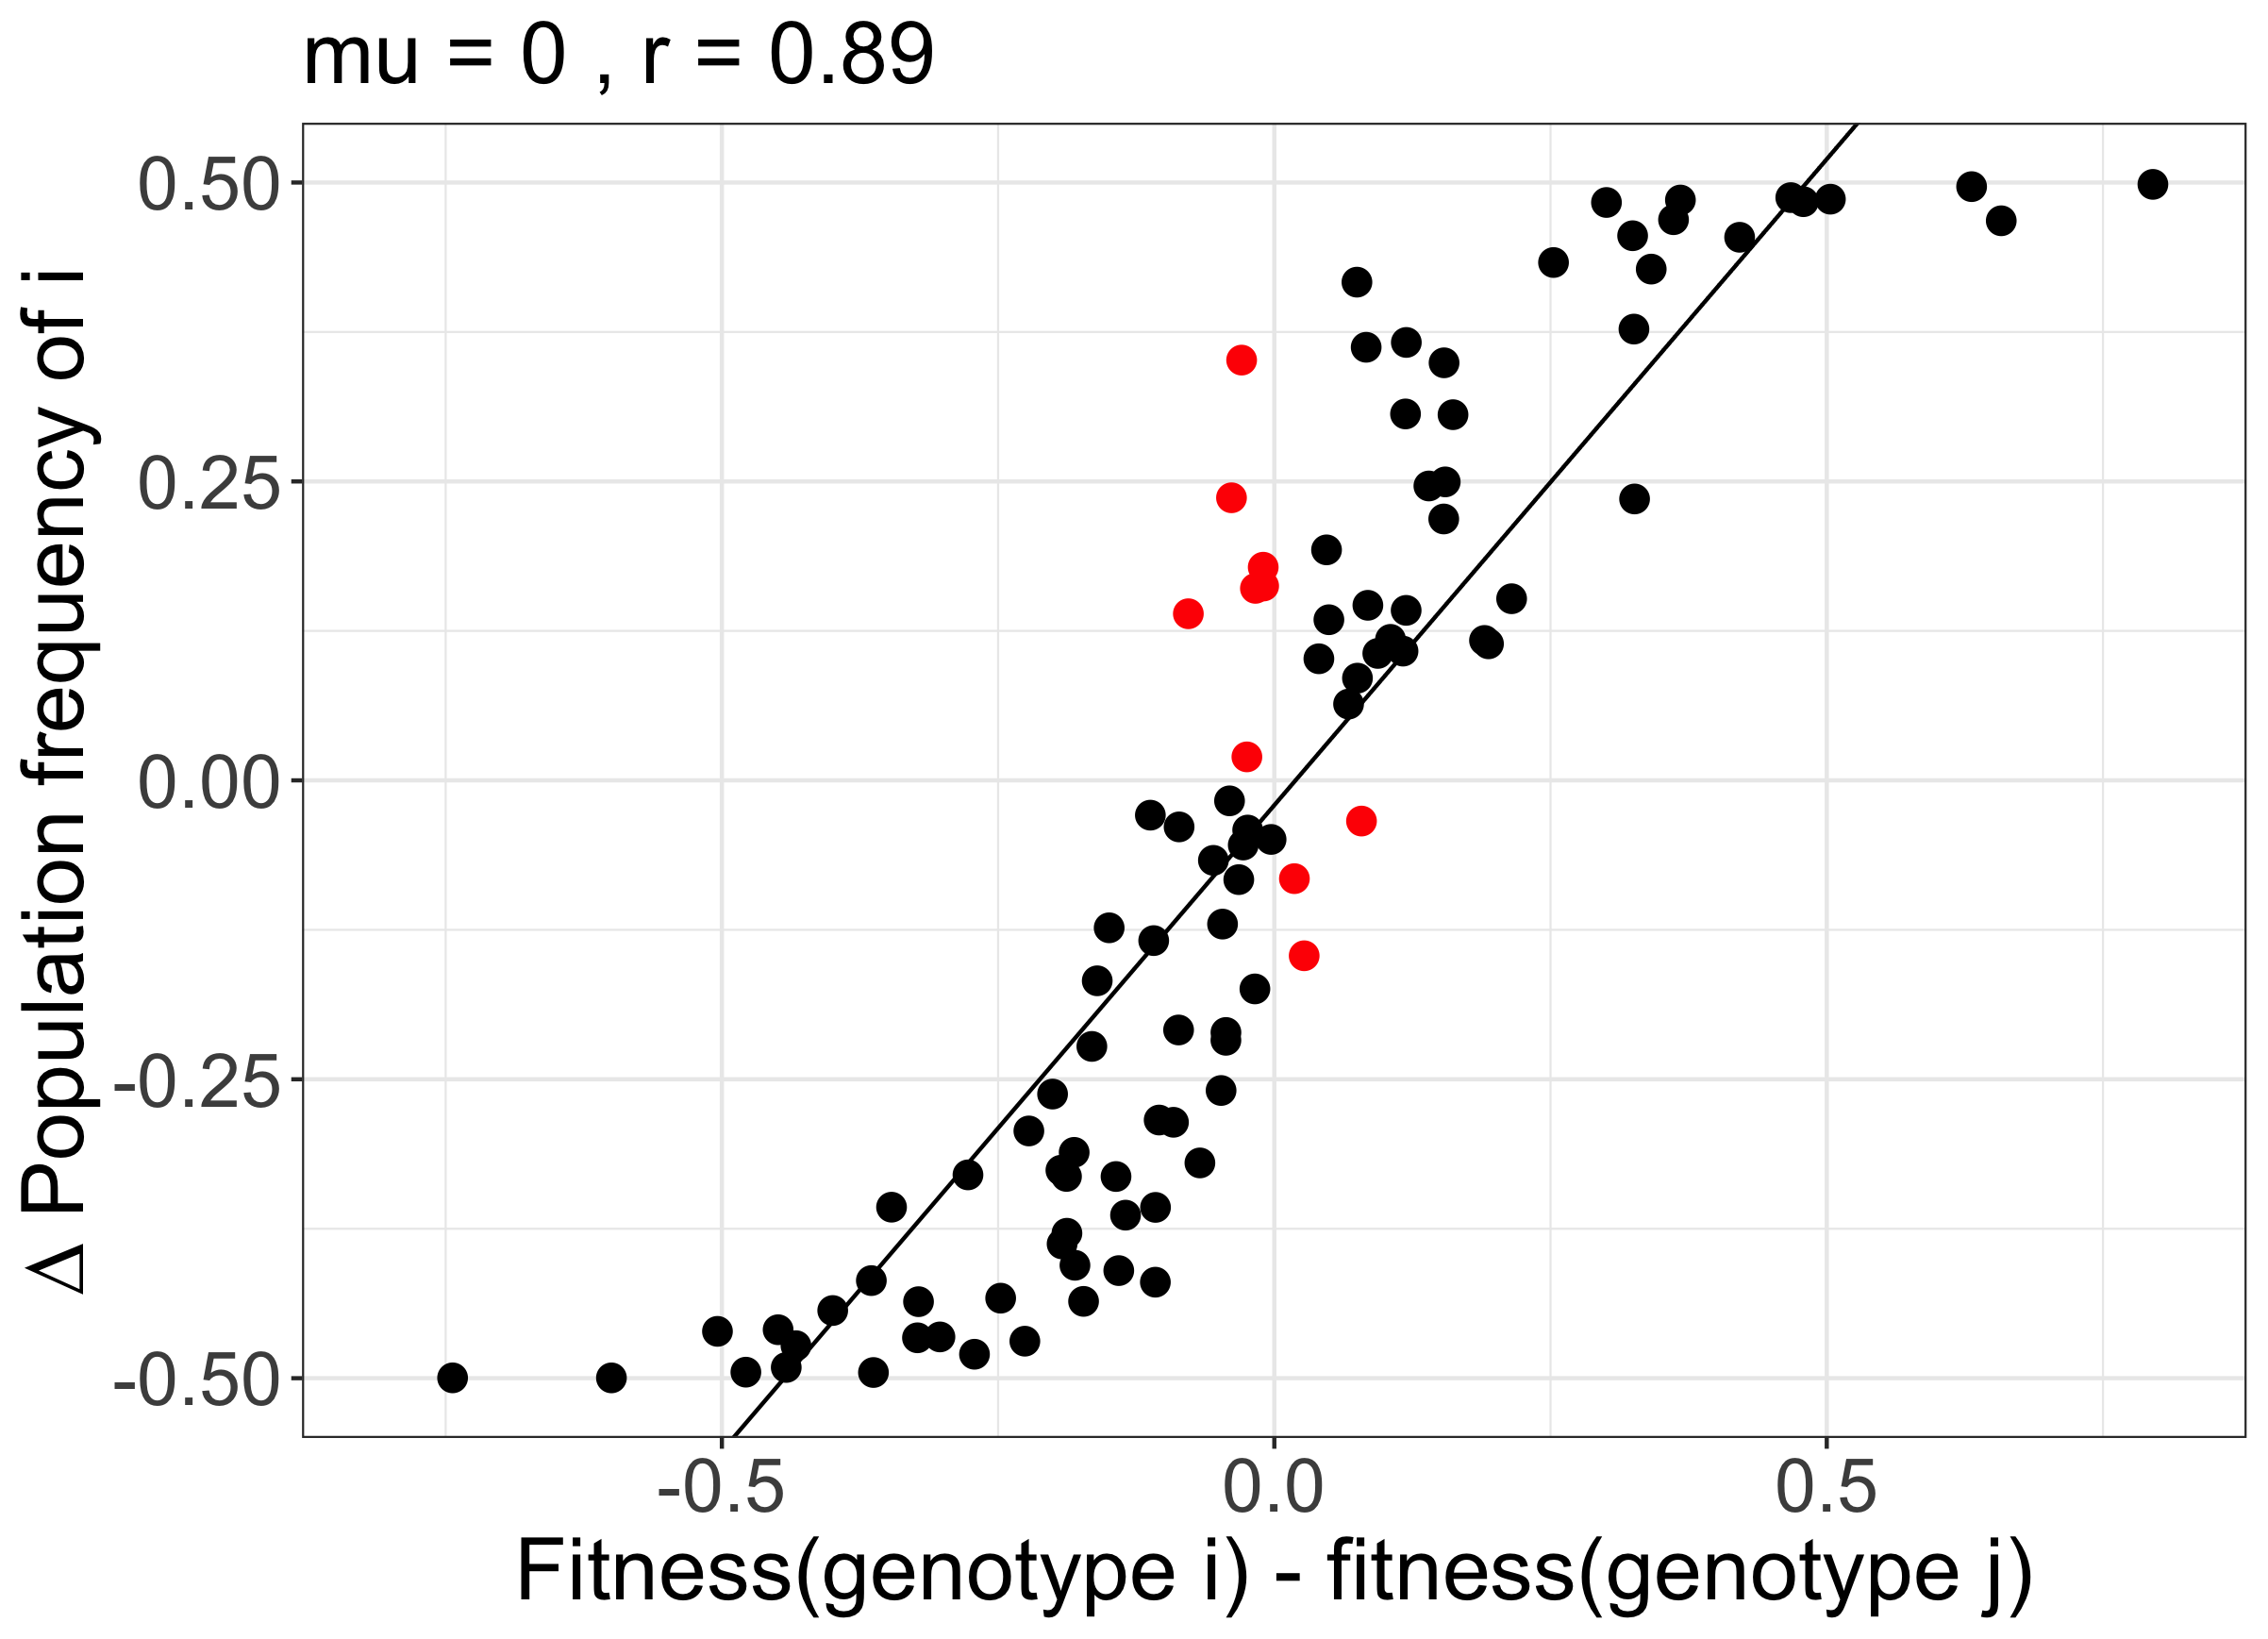 mu = 0 , r = 0.89
Δ Population frequency of i
0.50
0.25
0.00
-0.25
-0.50
-0.5
0.0
0.5
Fitness(genotype i) - fitness(genotype j)